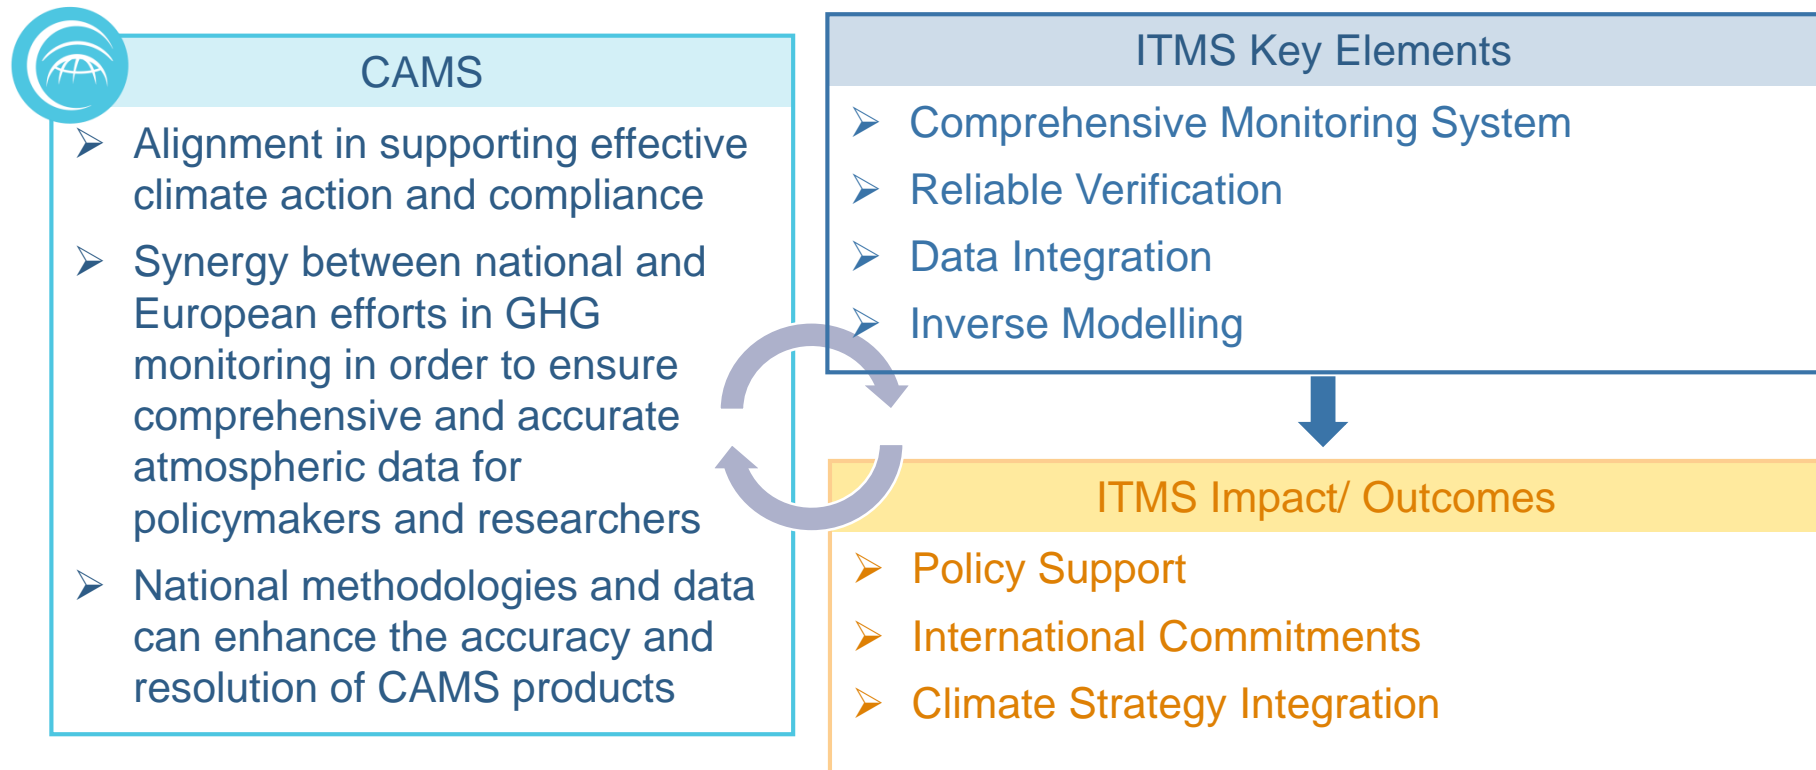 CAMS
➢ Alignment in supporting effective
climate action and compliance
➢ Synergy between national and
European efforts in GHG
monitoring in order to ensure
comprehensive and accurate
atmospheric data for
policymakers and researchers
➢ National methodologies and data
can enhance the accuracy and
resolution of CAMS products
ITMS Key Elements
➢ Comprehensive Monitoring System
➢ Reliable Verification
➢ Data Integration
➢ Inverse Modelling
ITMS Impact/ Outcomes
➢ Policy Support
➢ International Commitments
➢ Climate Strategy Integration